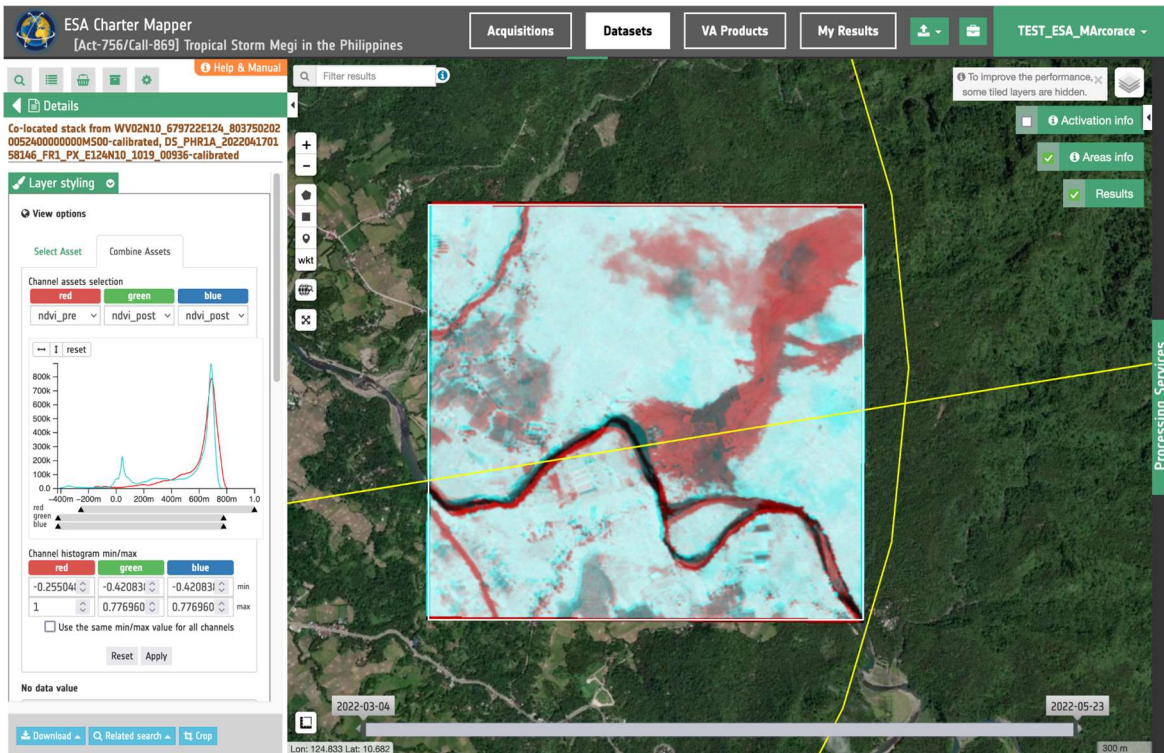 ESA Charter Mapper
[Act-756/Call-869] Tropical Storm Megi in the Philippines
Acquisitions
Datasets
VA Products
My Results
TEST_ESA_MArcorace
Help & Manual
Details
Co-located stack from WV02N10_679722E124_803750202
0052400000000MS00-calibrated, DS_PHR1A_2022041701
58146_FR1_PX_E124N10_1019_00936-calibrated
Layer styling
View options
Select Asset
Combine Assets
Channel assets selection
red green blue
ndvi_pre ndvi_post ndvi_post
reset
800k
700k
600k
500k
400k
300k
200k
100k
0.0
-400m -200m 0.0 200m 400m 600m 800m 1.0
red
green
blue
Channel histogram min/max
red green blue
-0.25504 -0.42083 -0.42083 min
1 0.776960 0.776960 max
Use the same min/max value for all channels
Reset Apply
No data value
Download
Related search
Crop
Filter results
wkt
To improve the performance,
some tiled layers are hidden.
Activation info
Areas info
Results
Processing Services
2022-03-04
2022-05-23
Lon: 124.833 Lat: 10.682
300 m